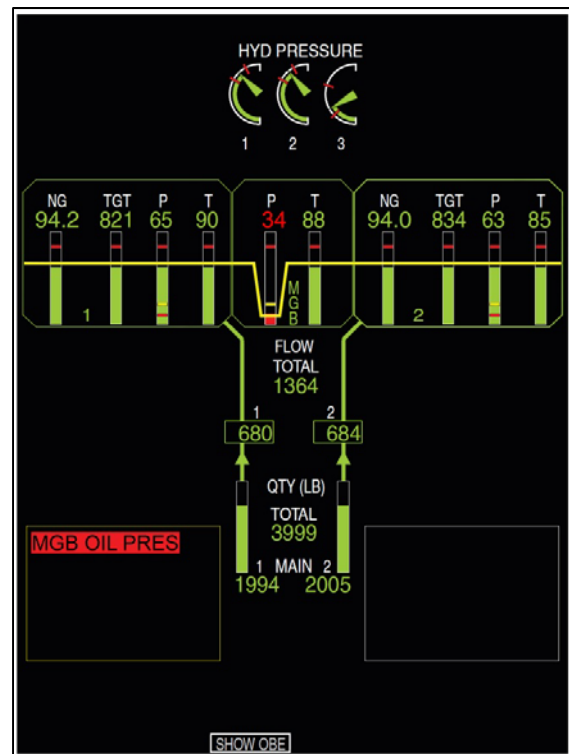 HYD PRESSURE
1 2 3
NG TGT P T P T NG TGT P T
94.2 821 65 90 34 88 94.0 834 63 85
MGB
1 2
FLOW
TOTAL
1364
1 2
680 684
QTY (LB)
TOTAL
3999
1 MAIN 2
1994 2005
MGB OIL PRES
SHOW OBE